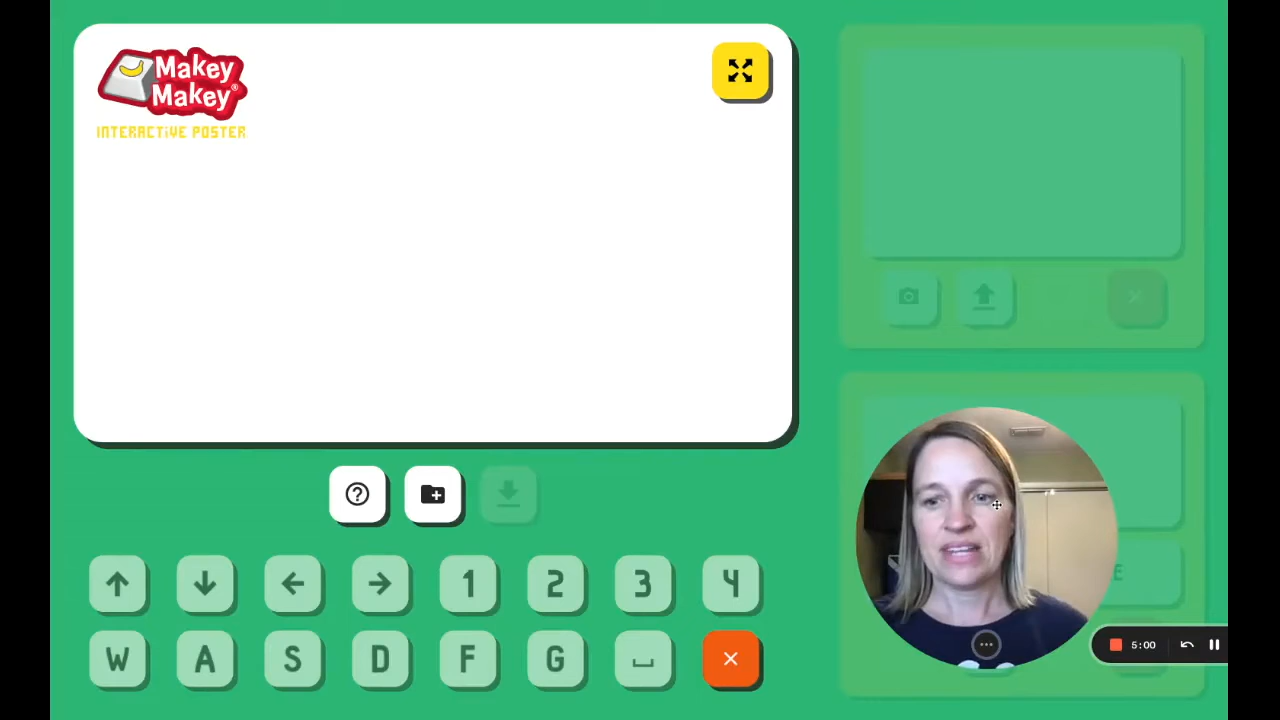 Makey
Makey®
INTERACTIVE POSTER
1 2 3 4
W A S D F G
E
5:00